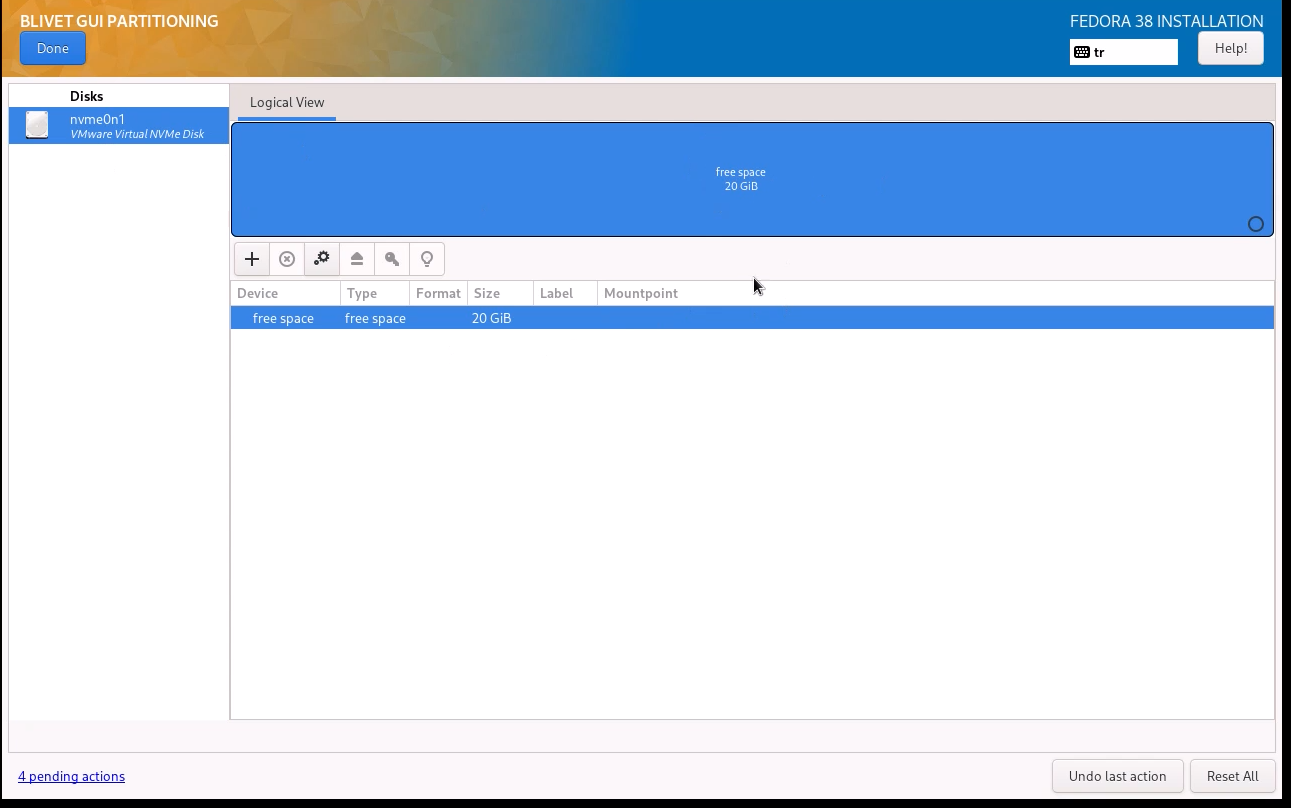 BLIVET GUI PARTITIONING
FEDORA 38 INSTALLATION
Done
tr
Help!
Disks
nvme0n1
VMware Virtual NVMe Disk
Logical View
free space
20 GiB
Device Type Format Size Label Mountpoint
free space free space 20 GiB
4 pending actions
Undo last action
Reset All